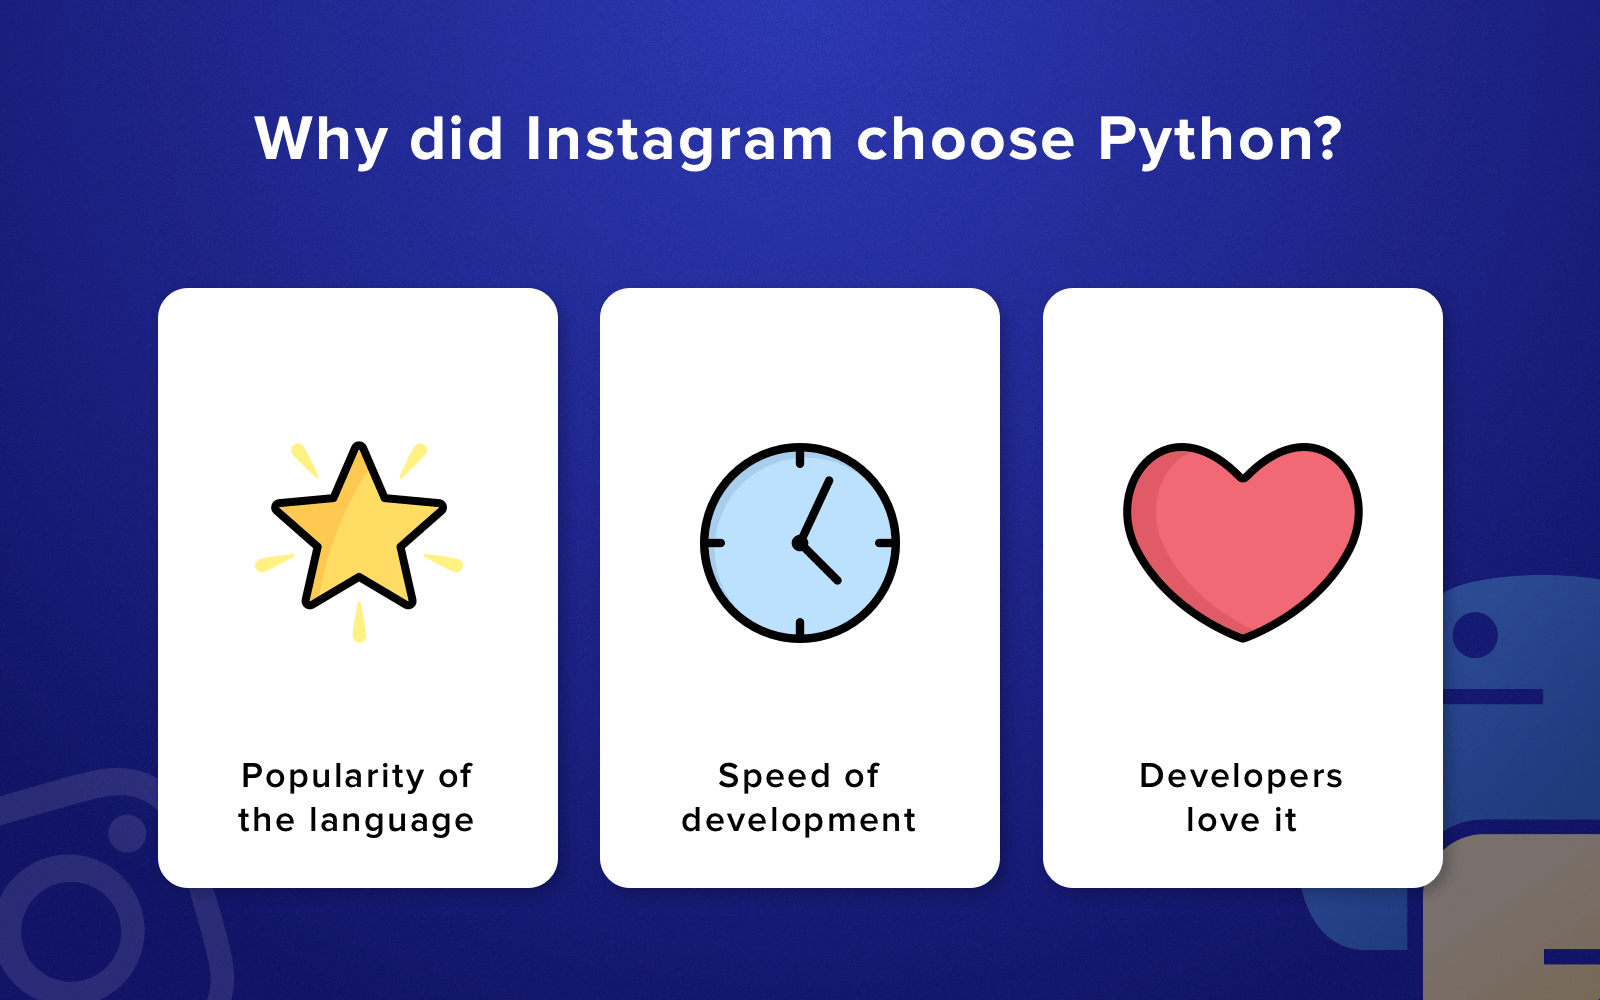 Why did Instagram choose Python?
Popularity of
the language
Speed of
development
Developers
love it